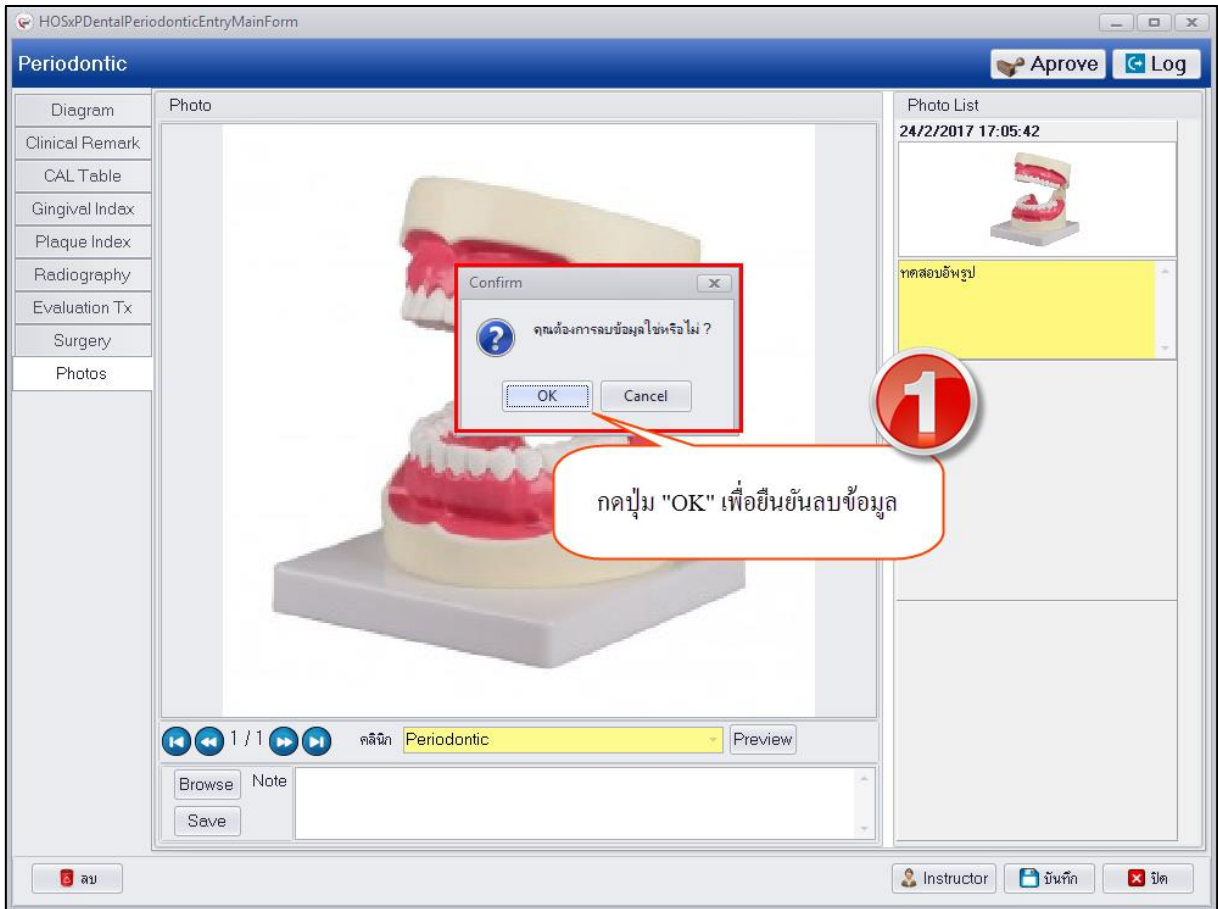 HOSxPDentalPeriodonticEntryMainForm
Periodontic
Aprove
Log
Diagram
Clinical Remark
CAL Table
Gingival Index
Plaque Index
Radiography
Evaluation Tx
Surgery
Photos
Photo
Confirm
คุณต้องการลบข้อมูลใช่หรือไม่ ?
OK
Cancel
1
กดปุ่ม "OK" เพื่อยืนยันลบข้อมูล
1 / 1
คลินิก
Periodontic
Preview
Browse
Note
Save
Photo List
24/2/2017 17:05:42
ทดสอบอัพรูป
ลบ
Instructor
บันทึก
ปิด